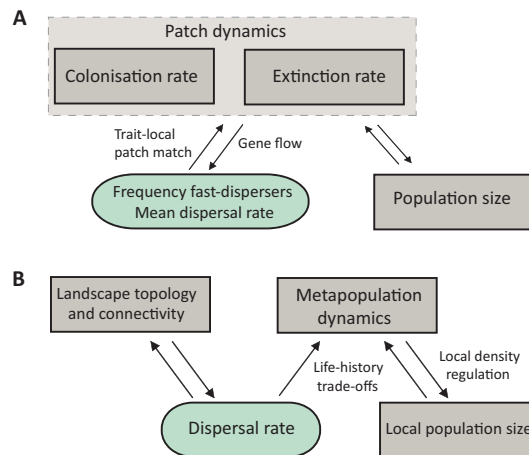 A
Patch dynamics
Colonisation rate
Extinction rate
Trait-local
patch match
Gene flow
Frequency fast-dispersers
Mean dispersal rate
Population size
B
Landscape topology
and connectivity
Metapopulation
dynamics
Life-history
trade-offs
Local density
regulation
Dispersal rate
Local population size